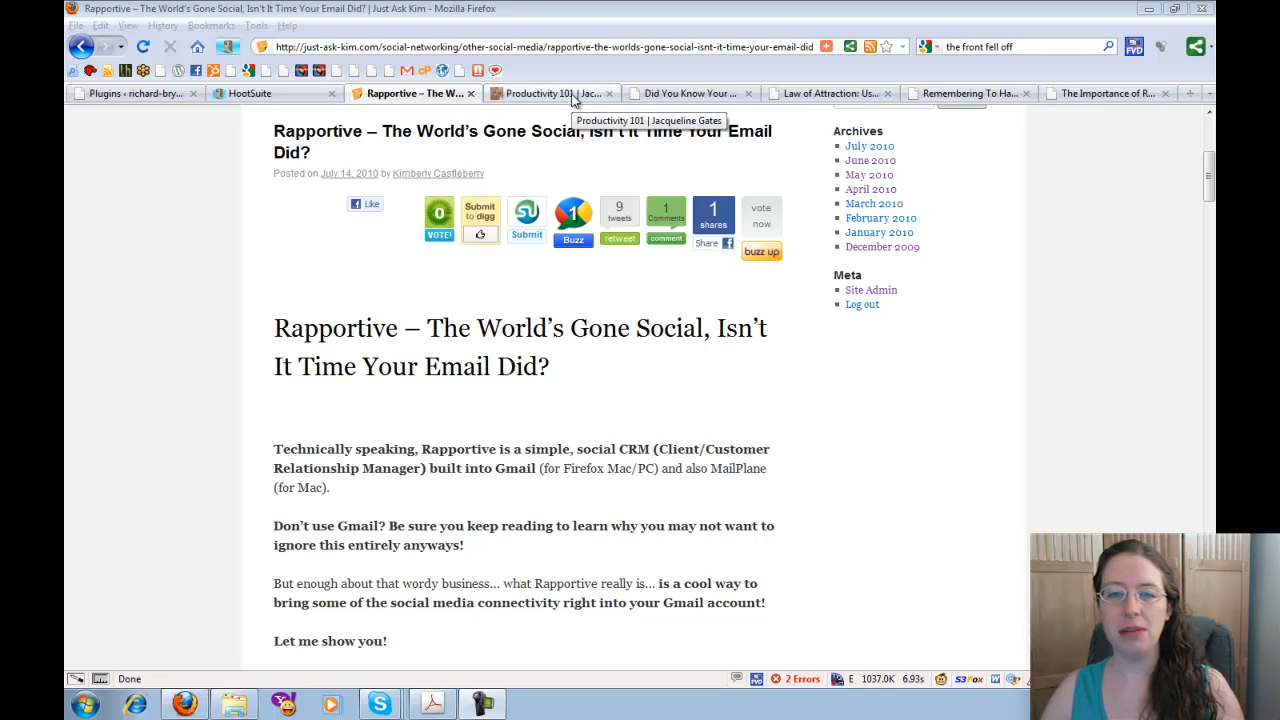 Rapportive – The World's Gone Social, Isn't It Time Your Email Did? | Just Ask Kim - Mozilla Firefox
File Edit View History Bookmarks Tools Help
http://just-ask-kim.com/social-networking/other-social-media/rapportive-the-worlds-gone-social-isnt-it-time-your-email-did
the front fell off
FVD
Plugins ‹ richard-bry...
HootSuite
Rapportive – The W...
Productivity 101 | Jac...
Did You Know Your ...
Law of Attraction: Us...
Remembering To Ha...
The Importance of R...
Productivity 101 | Jacqueline Gates
Rapportive – The World's Gone Social, Isn't It Time Your Email
Did?
Posted on July 14, 2010 by Kimberly Castleberry
Like
0
VOTE!
Submit
to digg
Submit
1
Buzz
9
tweets
retweet
1
Comments
comment
1
shares
Share
vote
now
buzz up
Rapportive – The World's Gone Social, Isn't
It Time Your Email Did?
Technically speaking, Rapportive is a simple, social CRM (Client/Customer
Relationship Manager) built into Gmail (for Firefox Mac/PC) and also MailPlane
(for Mac).
Don't use Gmail? Be sure you keep reading to learn why you may not want to
ignore this entirely anyways!
But enough about that wordy business... what Rapportive really is... is a cool way to
bring some of the social media connectivity right into your Gmail account!
Let me show you!
Archives
July 2010
June 2010
May 2010
April 2010
March 2010
February 2010
January 2010
December 2009
Meta
Site Admin
Log out
Done
FVD
2 Errors
E 1037.0K 6.93s
S3Fox